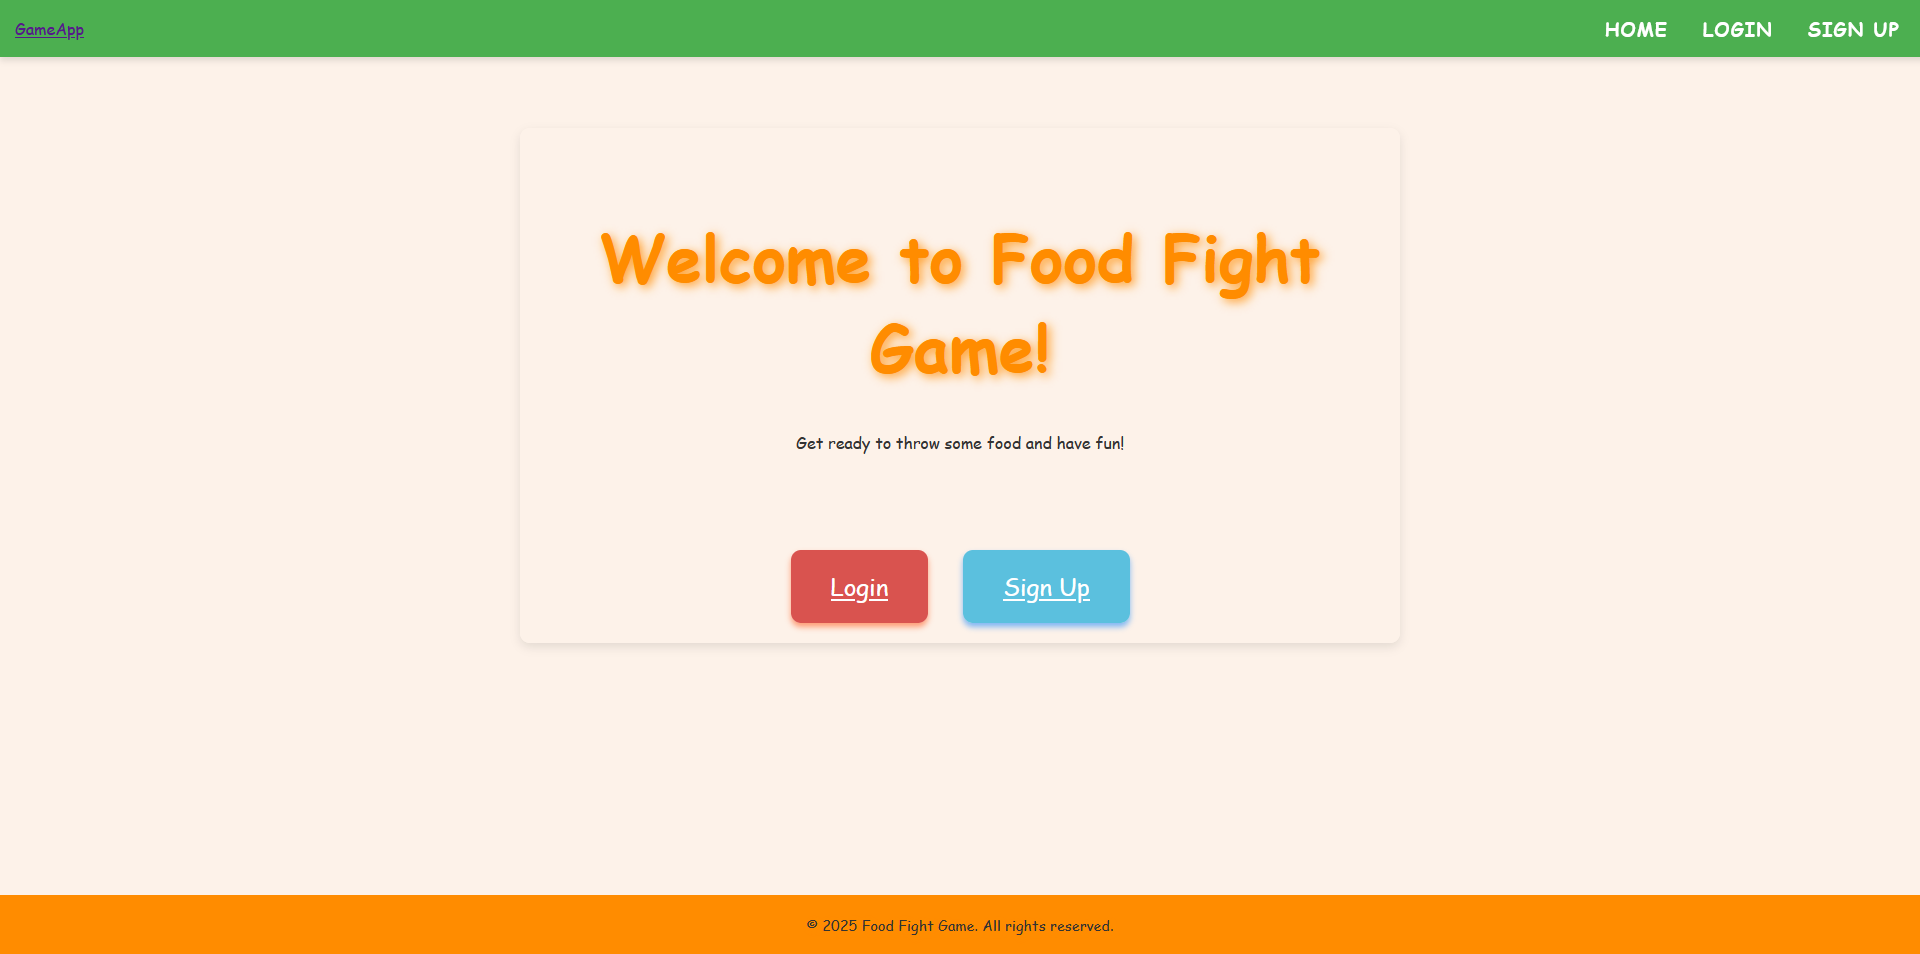 GameApp
HOME LOGIN SIGN UP
Welcome to Food Fight
Game!
Get ready to throw some food and have fun!
Login
Sign Up
© 2025 Food Fight Game. All rights reserved.